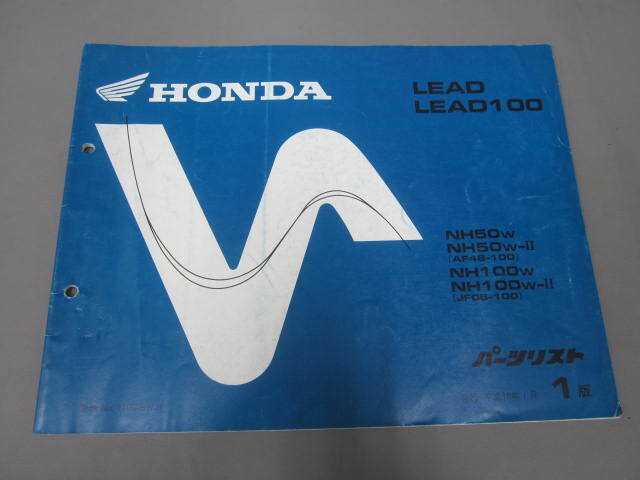 HONDA
LEAD
LEAD100
NH50W
NH50W-II
(AF48-100)
NH100W
NH100W-II
(JF06-100)
パーツリスト
1版